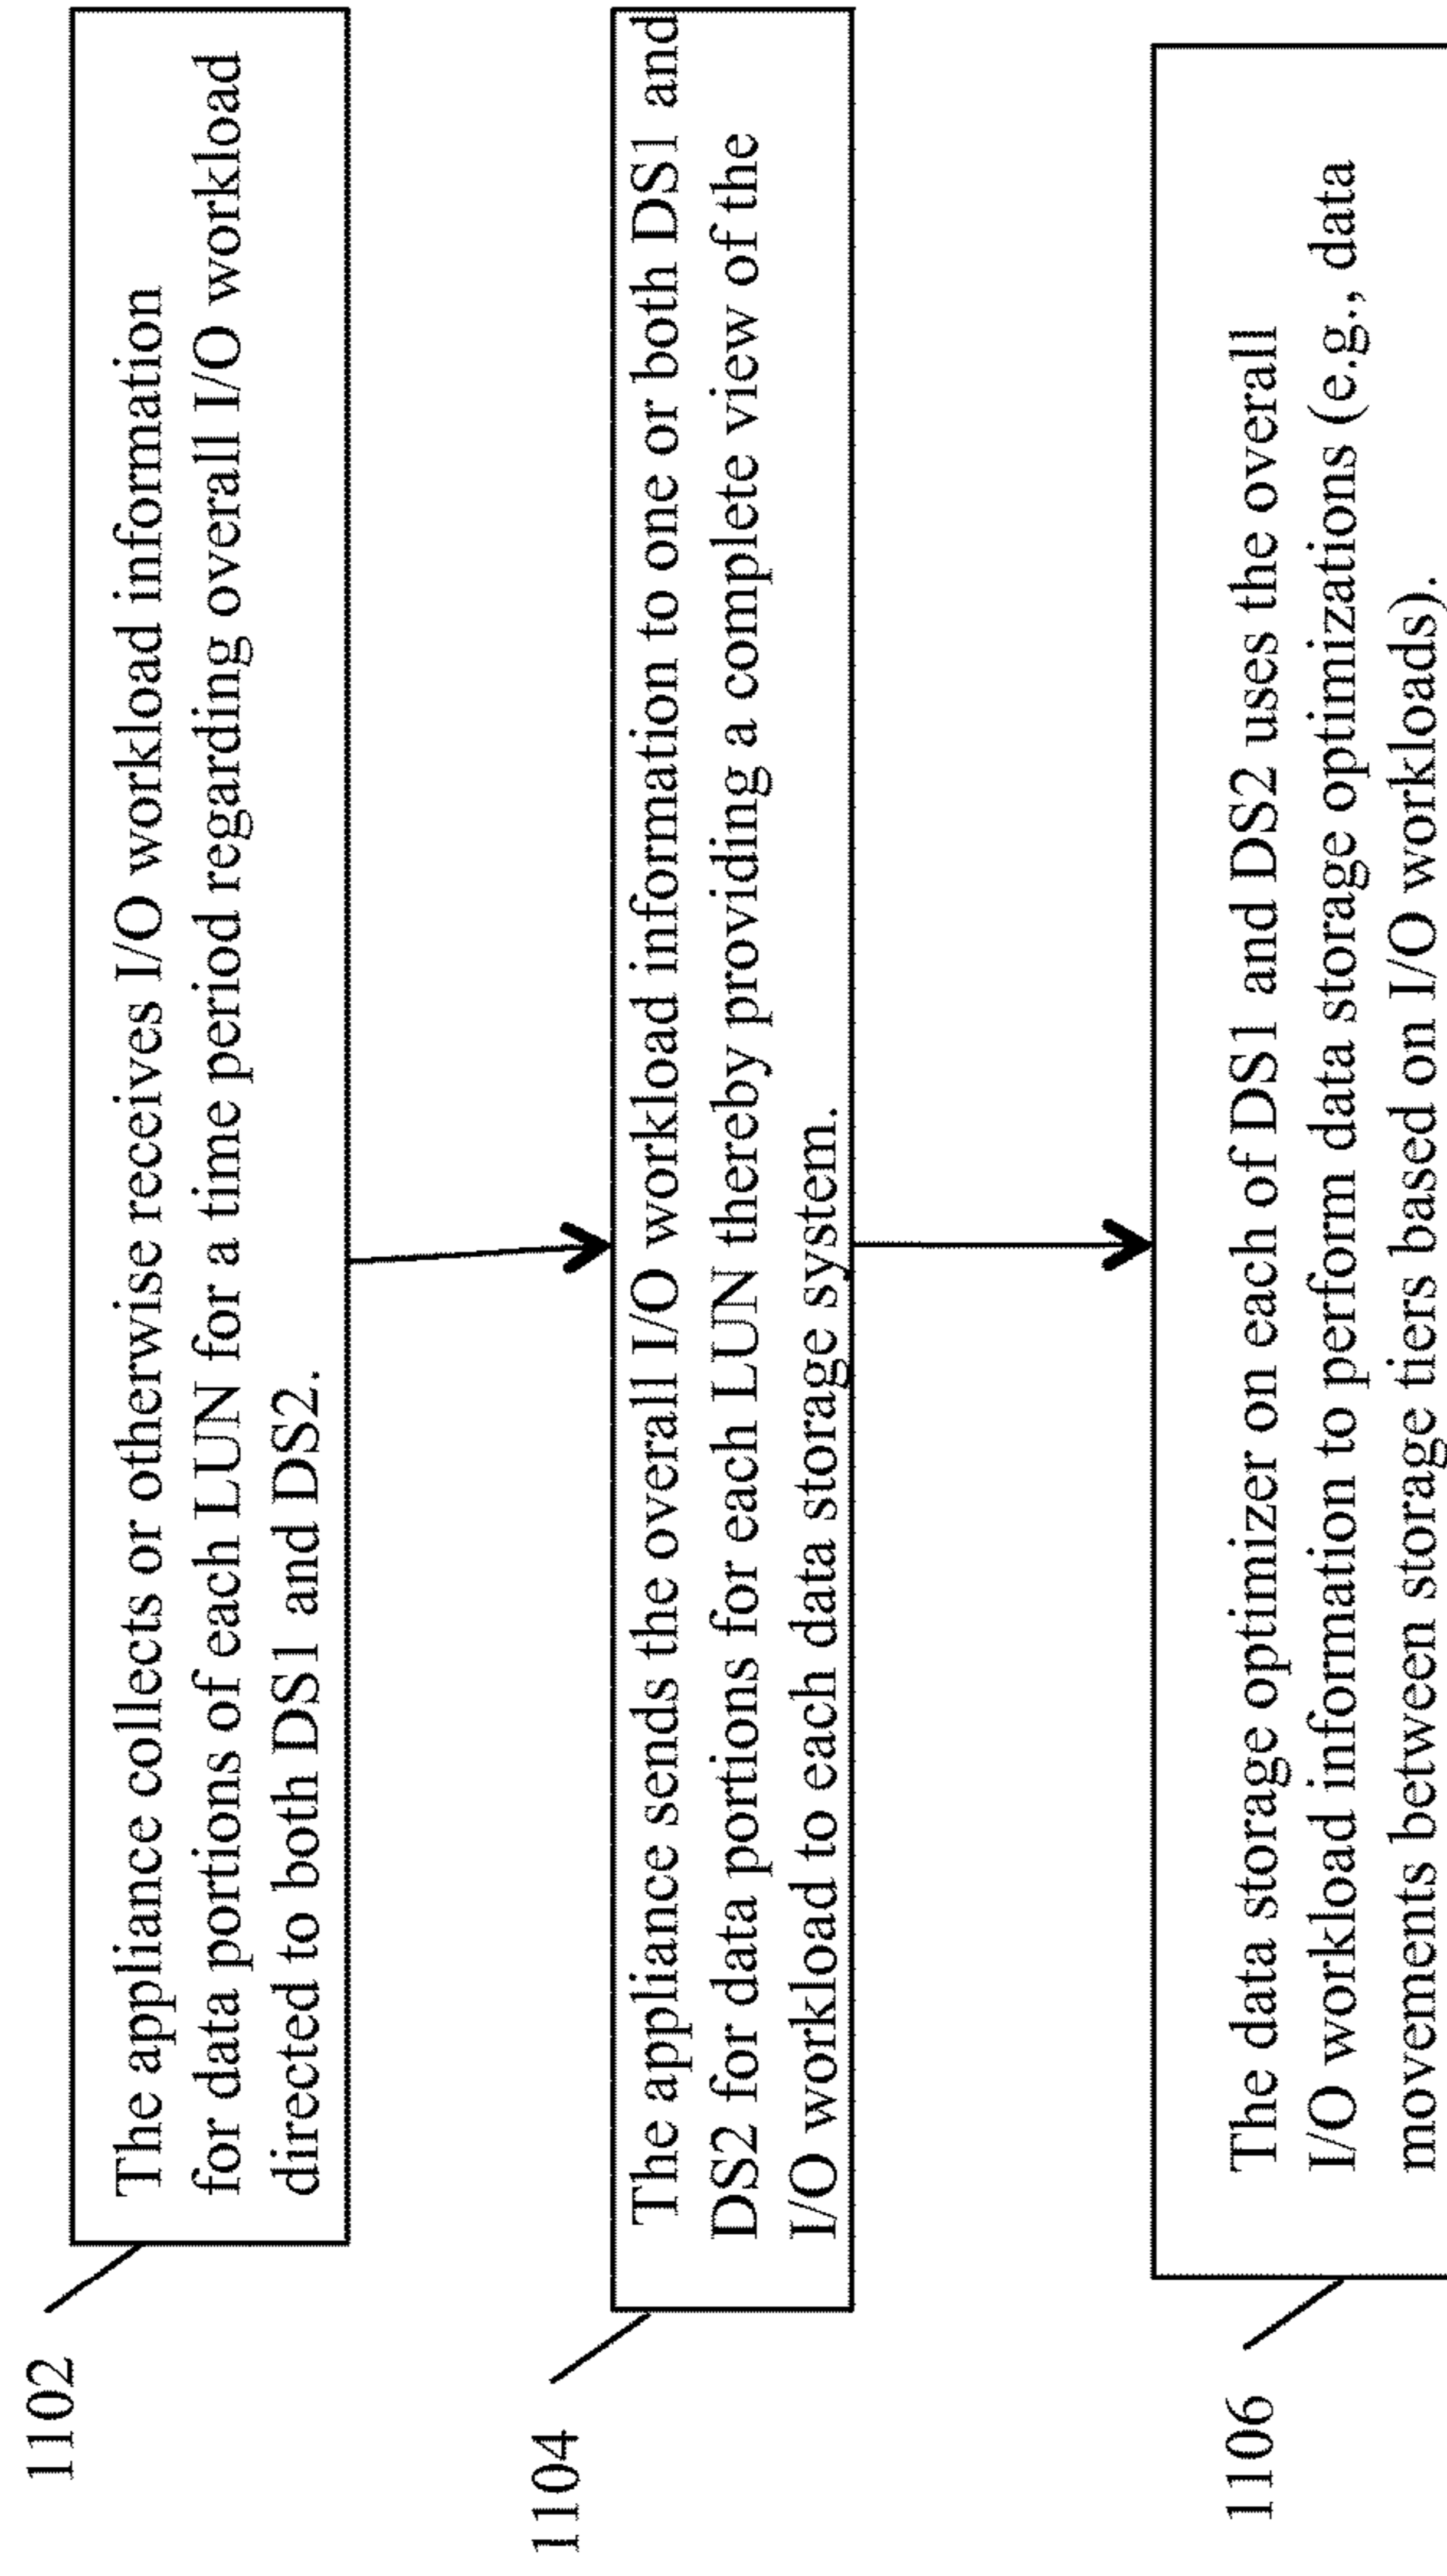 1102
The appliance collects or otherwise receives I/O workload information
for data portions of each LUN for a time period regarding overall I/O workload
directed to both DS1 and DS2.
1104
The appliance sends the overall I/O workload information to one or both DS1 and
DS2 for data portions for each LUN thereby providing a complete view of the
I/O workload to each data storage system.
1106
The data storage optimizer on each of DS1 and DS2 uses the overall
I/O workload information to perform data storage optimizations (e.g., data
movements between storage tiers based on I/O workloads).